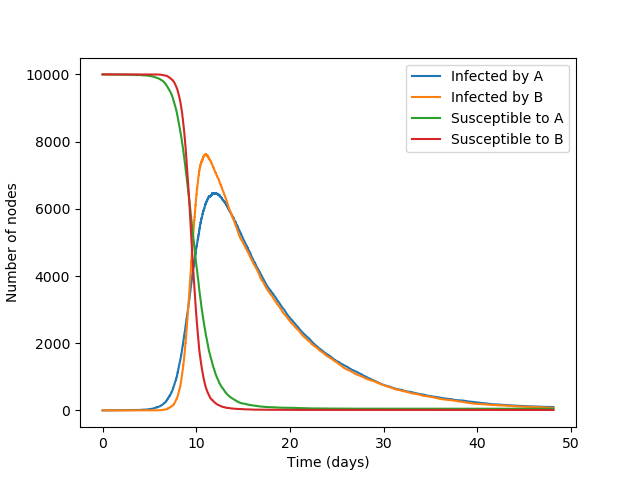 10000
8000
6000
4000
2000
0
Number of nodes
Infected by A
Infected by B
Susceptible to A
Susceptible to B
0 10 20 30 40 50
Time (days)